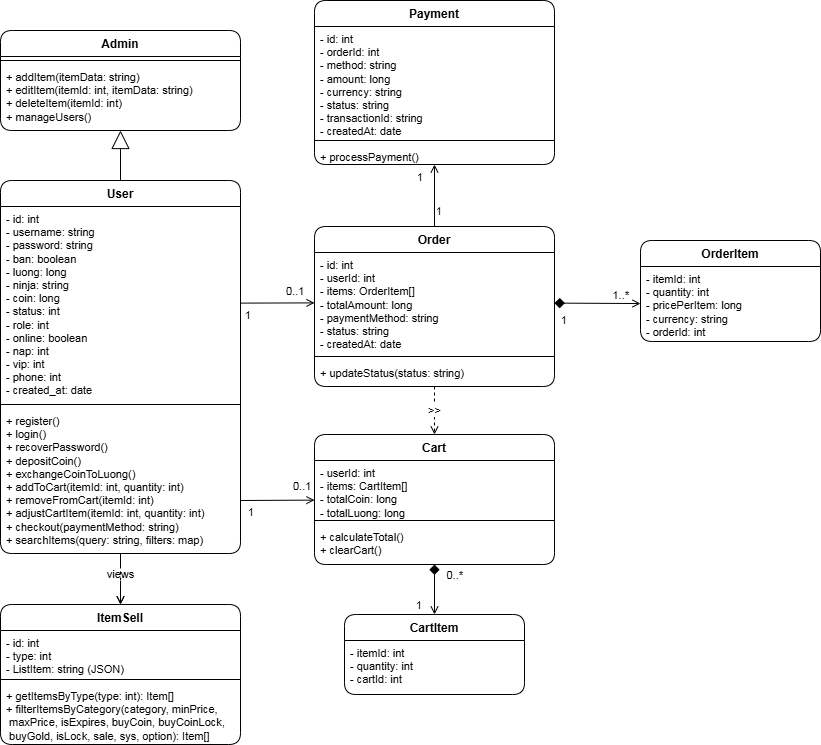 Admin
+ addItem(itemData: string)
+ editItem(itemId: int, itemData: string)
+ deleteItem(itemId: int)
+ manageUsers()
Payment
- id: int
- orderId: int
- method: string
- amount: long
- currency: string
- status: string
- transactionId: string
- createdAt: date
+ processPayment()
1
1
User
- id: int
- username: string
- password: string
- ban: boolean
- luong: long
- ninja: string
- coin: long
- status: int
- role: int
- online: boolean
- nap: int
- vip: int
- phone: int
- created_at: date
+ register()
+ login()
+ recoverPassword()
+ depositCoin()
+ exchangeCoinToLuong()
+ addToCart(itemId: int, quantity: int)
+ removeFromCart(itemId: int)
+ adjustCartItem(itemId: int, quantity: int)
+ checkout(paymentMethod: string)
+ searchItems(query: string, filters: map)
0..1
1
Order
- id: int
- userId: int
- items: OrderItem[]
- totalAmount: long
- paymentMethod: string
- status: string
- createdAt: date
+ updateStatus(status: string)
1..*
1
OrderItem
- itemId: int
- quantity: int
- pricePerItem: long
- currency: string
- orderId: int
>>
0..1
1
Cart
- userId: int
- items: CartItem[]
- totalCoin: long
- totalLuong: long
+ calculateTotal()
+ clearCart()
0..*
1
CartItem
- itemId: int
- quantity: int
- cartId: int
views
ItemSell
- id: int
- type: int
- ListItem: string (JSON)
+ getItemsByType(type: int): Item[]
+ filterItemsByCategory(category, minPrice,
maxPrice, isExpires, buyCoin, buyCoinLock,
buyGold, isLock, sale, sys, option): Item[]